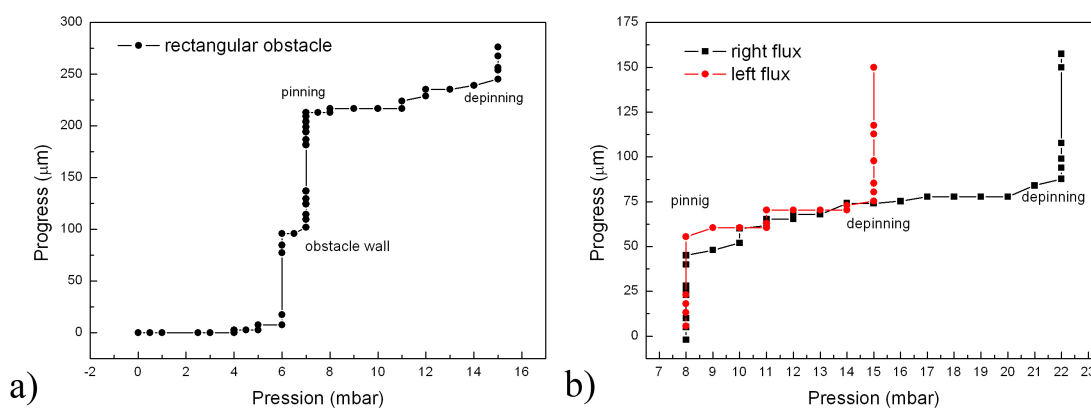 300
250
200
150
100
50
0
-2 0 2 4 6 8 10 12 14 16
Progress (μm)
Pression (mbar)
rectangular obstacle
pinning
depinning
obstacle wall
a)
175
150
125
100
75
50
25
0
7 8 9 10 11 12 13 14 15 16 17 18 19 20 21 22 23
Progress (μm)
Pression (mbar)
right flux
left flux
pinnig
depinning
depinning
b)